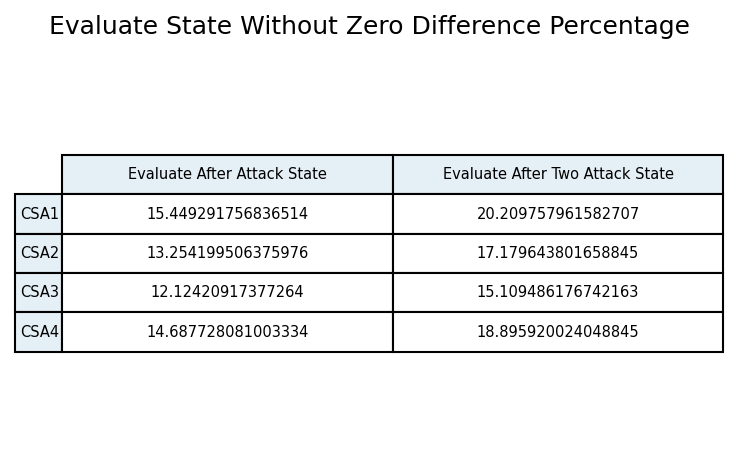 Evaluate State Without Zero Difference Percentage
Evaluate After Attack State Evaluate After Two Attack State
CSA1 15.449291756836514 20.209757961582707
CSA2 13.254199506375976 17.179643801658845
CSA3 12.12420917377264 15.109486176742163
CSA4 14.687728081003334 18.895920024048845